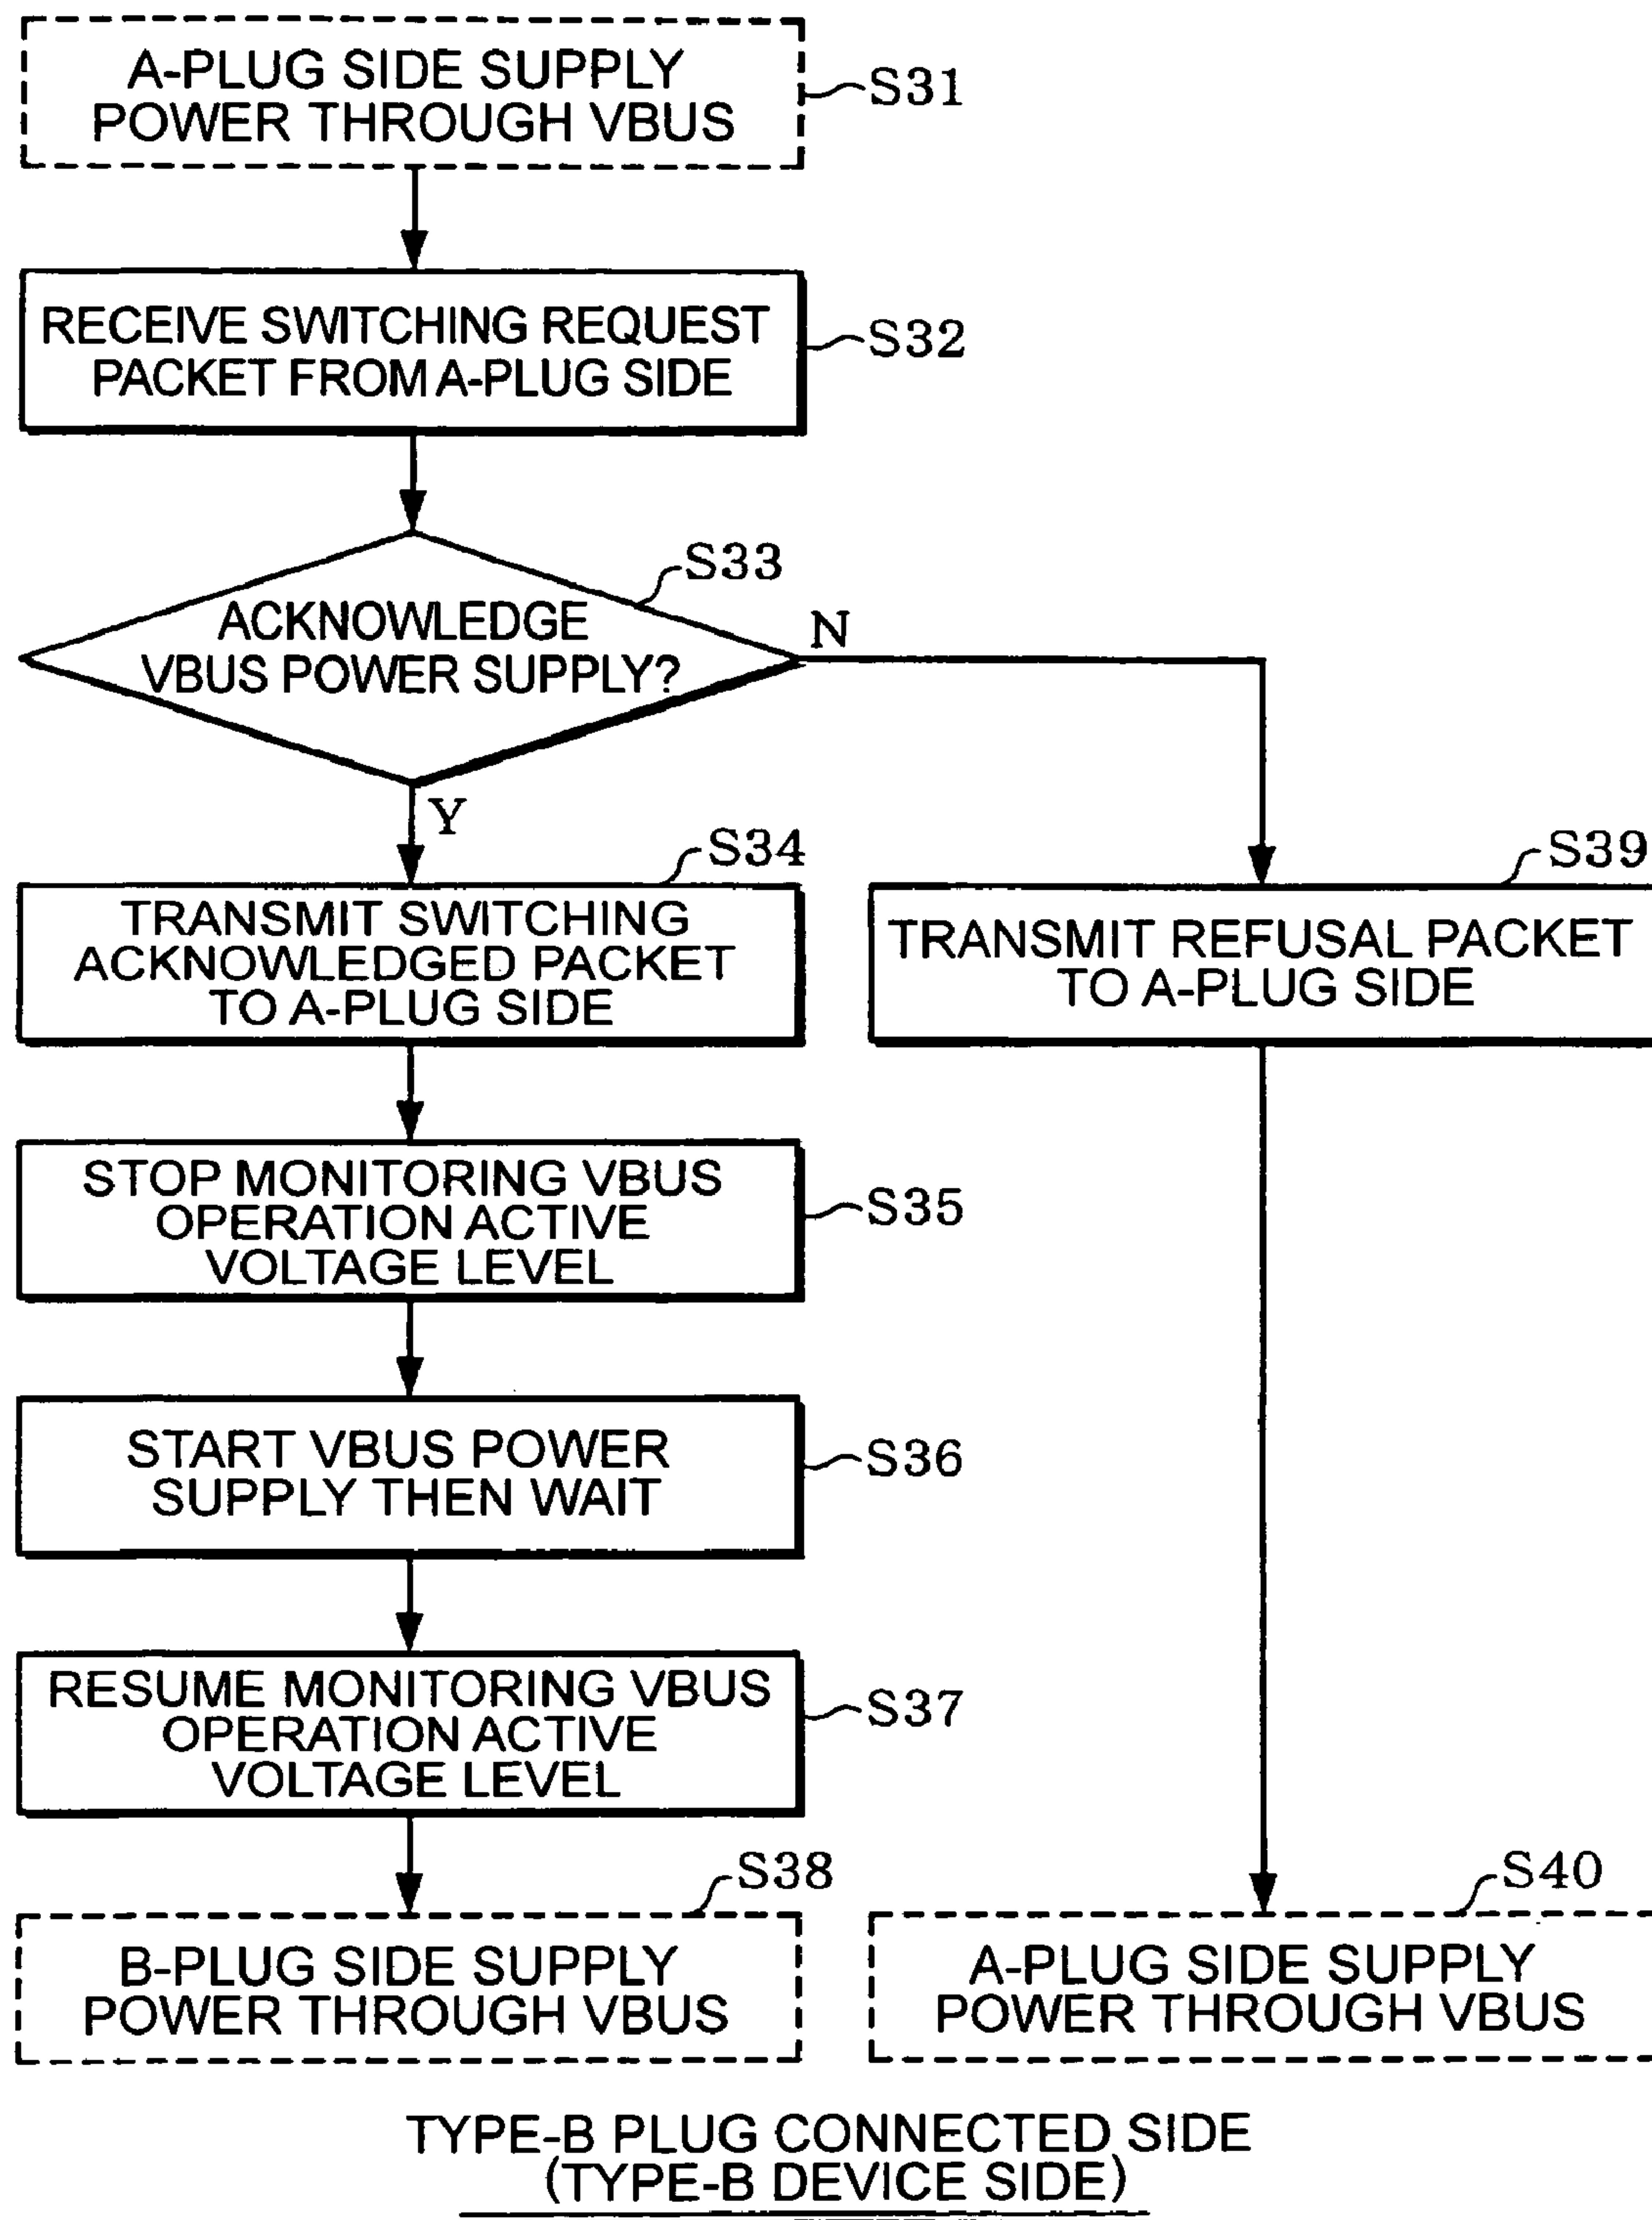 A-PLUG SIDE SUPPLY
POWER THROUGH VBUS
S31
RECEIVE SWITCHING REQUEST
PACKET FROM A-PLUG SIDE
S32
S33
ACKNOWLEDGE
VBUS POWER SUPPLY?
N
Y
S34
TRANSMIT SWITCHING
ACKNOWLEDGED PACKET
TO A-PLUG SIDE
S39
TRANSMIT REFUSAL PACKET
TO A-PLUG SIDE
STOP MONITORING VBUS
OPERATION ACTIVE
VOLTAGE LEVEL
S35
START VBUS POWER
SUPPLY THEN WAIT
S36
RESUME MONITORING VBUS
OPERATION ACTIVE
VOLTAGE LEVEL
S37
S38
B-PLUG SIDE SUPPLY
POWER THROUGH VBUS
S40
A-PLUG SIDE SUPPLY
POWER THROUGH VBUS
TYPE-B PLUG CONNECTED SIDE
(TYPE-B DEVICE SIDE)